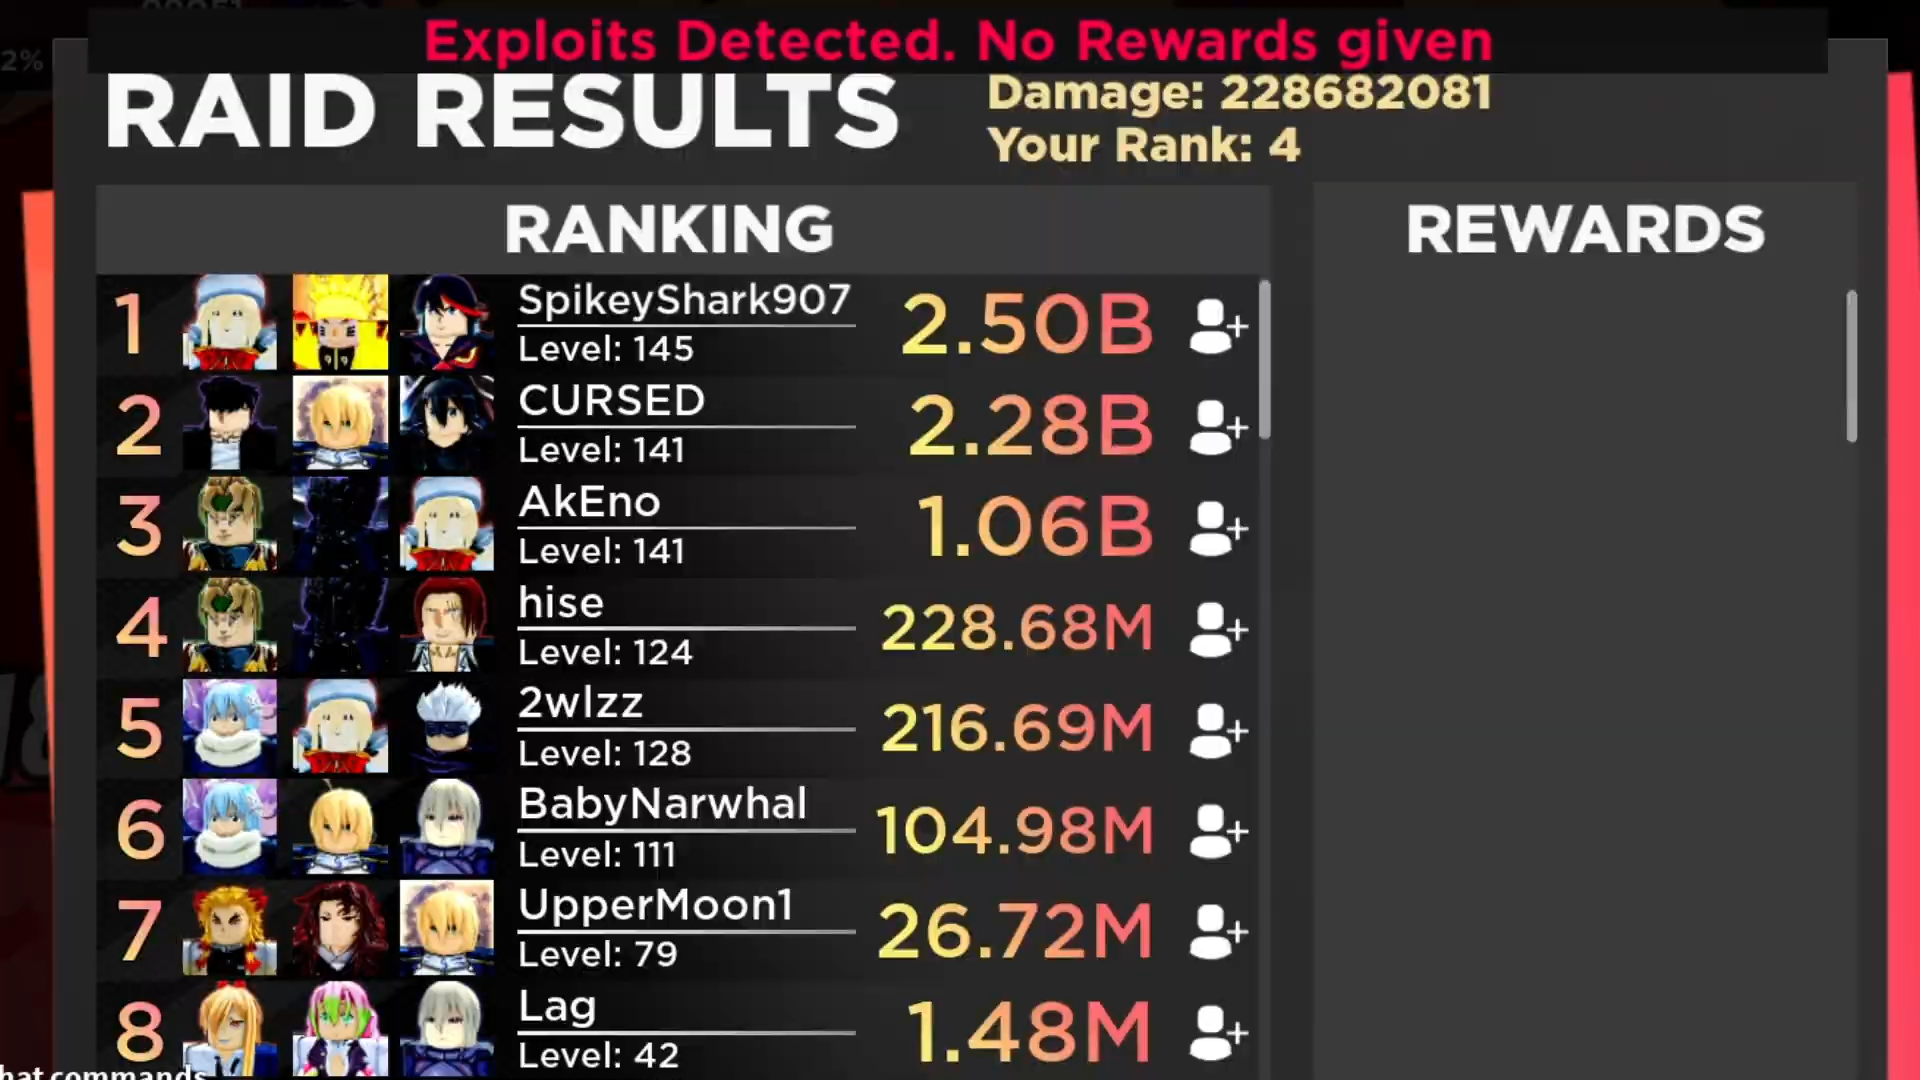 Exploits Detected. No Rewards given
2%
RAID RESULTS
Damage: 228682081
Your Rank: 4
RANKING
REWARDS
1
SpikeyShark907
Level: 145
2.50B
2
CURSED
Level: 141
2.28B
3
AkEno
Level: 141
1.06B
4
hise
Level: 124
228.68M
5
2wlzz
Level: 128
216.69M
6
BabyNarwhal
Level: 111
104.98M
7
UpperMoon1
Level: 79
26.72M
8
Lag
Level: 42
1.48M
hat commands